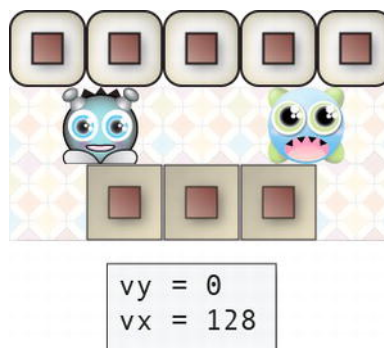 vy = 0
vx = 128